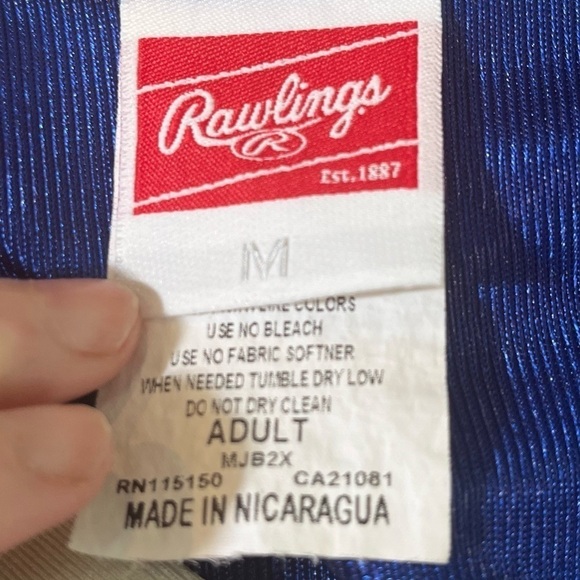 Rawlings
R
Est.1887
M
COLORS
USE NO BLEACH
USE NO FABRIC SOFTNER
WHEN NEEDED TUMBLE DRY LOW
DO NOT DRY CLEAN
ADULT
MJB2X
RN115150 CA21081
MADE IN NICARAGUA